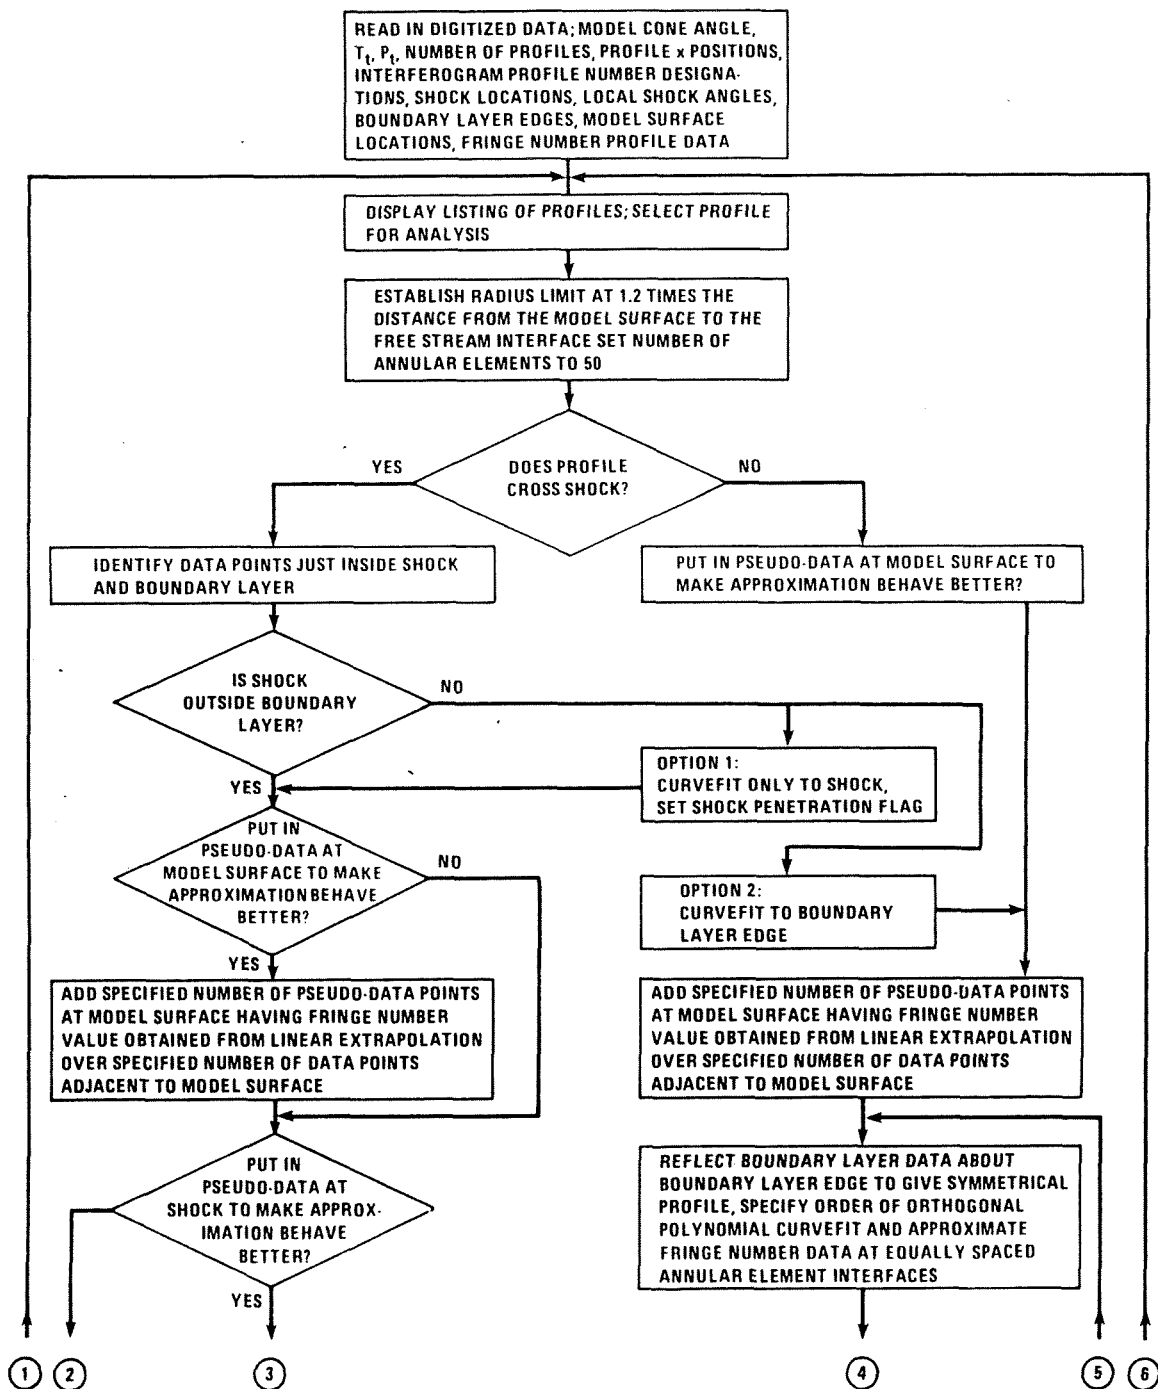 READ IN DIGITIZED DATA; MODEL CONE ANGLE,
Tt, Pt, NUMBER OF PROFILES, PROFILE x POSITIONS,
INTERFEROGRAM PROFILE NUMBER DESIGNA-
TIONS, SHOCK LOCATIONS, LOCAL SHOCK ANGLES,
BOUNDARY LAYER EDGES, MODEL SURFACE
LOCATIONS, FRINGE NUMBER PROFILE DATA
DISPLAY LISTING OF PROFILES; SELECT PROFILE
FOR ANALYSIS
ESTABLISH RADIUS LIMIT AT 1.2 TIMES THE
DISTANCE FROM THE MODEL SURFACE TO THE
FREE STREAM INTERFACE SET NUMBER OF
ANNULAR ELEMENTS TO 50
DOES PROFILE
CROSS SHOCK?
YES
NO
IDENTIFY DATA POINTS JUST INSIDE SHOCK
AND BOUNDARY LAYER
PUT IN PSEUDO-DATA AT MODEL SURFACE TO
MAKE APPROXIMATION BEHAVE BETTER?
IS SHOCK
OUTSIDE BOUNDARY
LAYER?
NO
YES
OPTION 1:
CURVEFIT ONLY TO SHOCK,
SET SHOCK PENETRATION FLAG
PUT IN
PSEUDO-DATA AT
MODEL SURFACE TO MAKE
APPROXIMATION BEHAVE
BETTER?
NO
YES
OPTION 2:
CURVEFIT TO BOUNDARY
LAYER EDGE
ADD SPECIFIED NUMBER OF PSEUDO-DATA POINTS
AT MODEL SURFACE HAVING FRINGE NUMBER
VALUE OBTAINED FROM LINEAR EXTRAPOLATION
OVER SPECIFIED NUMBER OF DATA POINTS
ADJACENT TO MODEL SURFACE
ADD SPECIFIED NUMBER OF PSEUDO-DATA POINTS
AT MODEL SURFACE HAVING FRINGE NUMBER
VALUE OBTAINED FROM LINEAR EXTRAPOLATION
OVER SPECIFIED NUMBER OF DATA POINTS
ADJACENT TO MODEL SURFACE
PUT IN
PSEUDO-DATA AT
SHOCK TO MAKE APPROX-
IMATION BEHAVE
BETTER?
YES
REFLECT BOUNDARY LAYER DATA ABOUT
BOUNDARY LAYER EDGE TO GIVE SYMMETRICAL
PROFILE, SPECIFY ORDER OF ORTHOGONAL
POLYNOMIAL CURVEFIT AND APPROXIMATE
FRINGE NUMBER DATA AT EQUALLY SPACED
ANNULAR ELEMENT INTERFACES
1 2 3 4 5 6